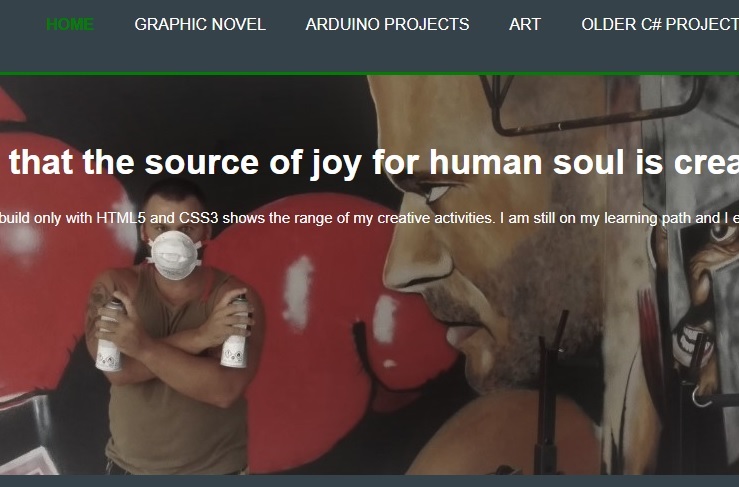 HOME GRAPHIC NOVEL ARDUINO PROJECTS ART OLDER C# PROJECT
that the source of joy for human soul is crea
build only with HTML5 and CSS3 shows the range of my creative activities. I am still on my learning path and I e